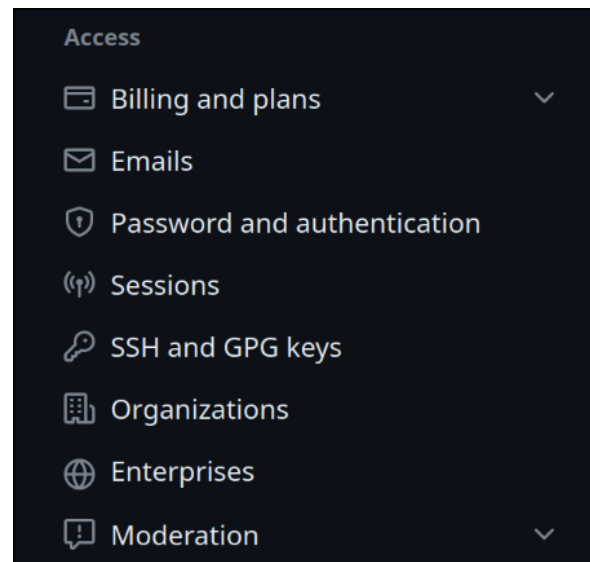 Access
Billing and plans
Emails
Password and authentication
Sessions
SSH and GPG keys
Organizations
Enterprises
Moderation